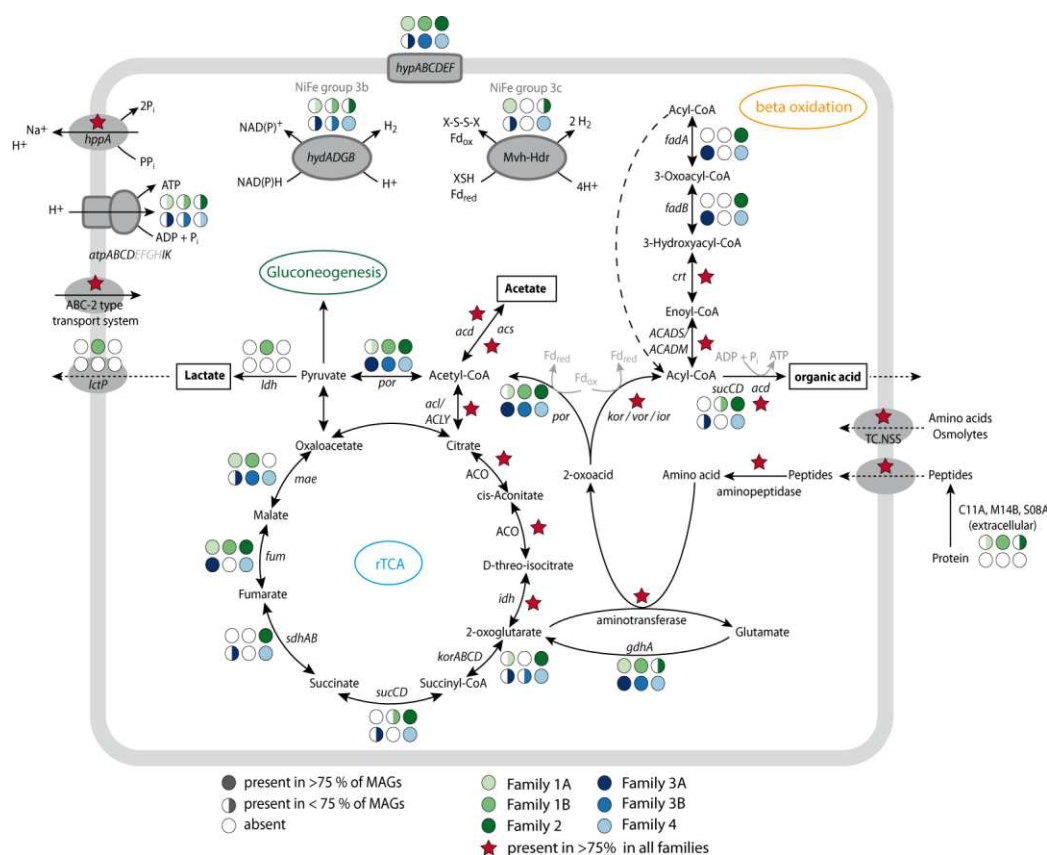 hypABCDEF
NiFe group 3b
NAD(P)⁺
H₂
hydADGB
NAD(P)H
H⁺
NiFe group 3c
X-S-S-X
Fdox
2 H₂
Mvh-Hdr
XSH
Fdred
4H⁺
beta oxidation
Acyl-CoA
fadA
3-Oxoacyl-CoA
fadB
3-Hydroxyacyl-CoA
crt
Enoyl-CoA
ACADS/
ACADM
Acyl-CoA
ADP + Pi
ATP
sucCD
acd
organic acid
2Pi
Na⁺
H⁺
hppA
PPi
ATP
H⁺
ADP + Pi
atpABCDEFGHIK
ABC-2 type
transport system
lctP
Lactate
ldh
Pyruvate
por
Acetyl-CoA
Gluconeogenesis
Acetate
acd
acs
Fdred
Fdox
Fdred
por
kor / vor / ior
acl/
ACLY
Oxaloacetate
Citrate
mae
ACO
cis-Aconitate
Malate
ACO
fum
rTCA
D-threo-isocitrate
Fumarate
idh
sdhAB
2-oxoglutarate
korABCD
Succinate
Succinyl-CoA
sucCD
2-oxoacid
Amino acid
Peptides
aminopeptidase
aminotransferase
Glutamate
gdhA
TC.NSS
Amino acids
Osmolytes
Peptides
C11A, M14B, S08A
(extracellular)
Protein
present in >75 % of MAGs
present in < 75 % of MAGs
absent
Family 1A
Family 1B
Family 2
Family 3A
Family 3B
Family 4
present in >75% in all families